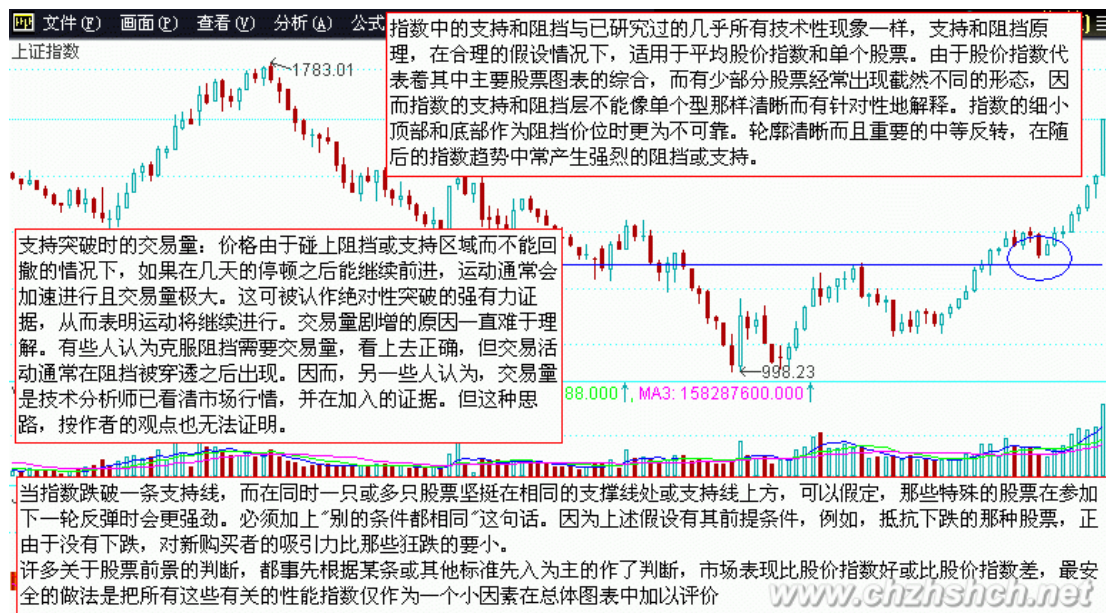 文件(F) 画面(P) 查看(V) 分析(A) 公式
上证指数
指数中的支持和阻挡与已研究过的几乎所有技术性现象一样，支持和阻挡原
理，在合理的假设情况下，适用于平均股价指数和单个股票。由于股价指数代
表着其中主要股票图表的综合，而有少部分股票经常出现截然不同的形态，因
而指数的支持和阻挡层不能像单个型那样清晰而有针对性地解释。指数的细小
顶部和底部作为阻挡价位时更为不可靠。轮廓清晰而且重要的中等反转，在随
后的指数趋势中常产生强烈的阻挡或支持。
1783.01
支持突破时的交易量：价格由于碰上阻挡或支持区域而不能回
撤的情况下，如果在几天的停顿之后能继续前进，运动通常会
加速进行且交易量极大。这可被认作绝对性突破的强有力证
据，从而表明运动将继续进行。交易量剧增的原因一直难于理
解。有些人认为克服阻挡需要交易量，看上去正确，但交易活
动通常在阻挡被穿透之后出现。因而，另一些人认为，交易量
是技术分析师已看清市场行情，并在加入的证据。但这种思
路，按作者的观点也无法证明。
998.23
88.000↑, MA3: 158287600.000↑
当指数跌破一条支持线，而在同时一只或多只股票坚挺在相同的支撑线处或支持线上方，可以假定，那些特殊的股票在参加
下一轮反弹时会更强劲。必须加上"别的条件都相同"这句话。因为上述假设有其前提条件，例如，抵抗下跌的那种股票，正
由于没有下跌，对新购买者的吸引力比那些狂跌的要小。
许多关于股票前景的判断，都事先根据某条或其他标准先入为主的作了判断，市场表现比股价指数好或比股价指数差，最安
全的做法是把所有这些有关的性能指数仅作为一个小因素在总体图表中加以评价
www.chzhshch.net